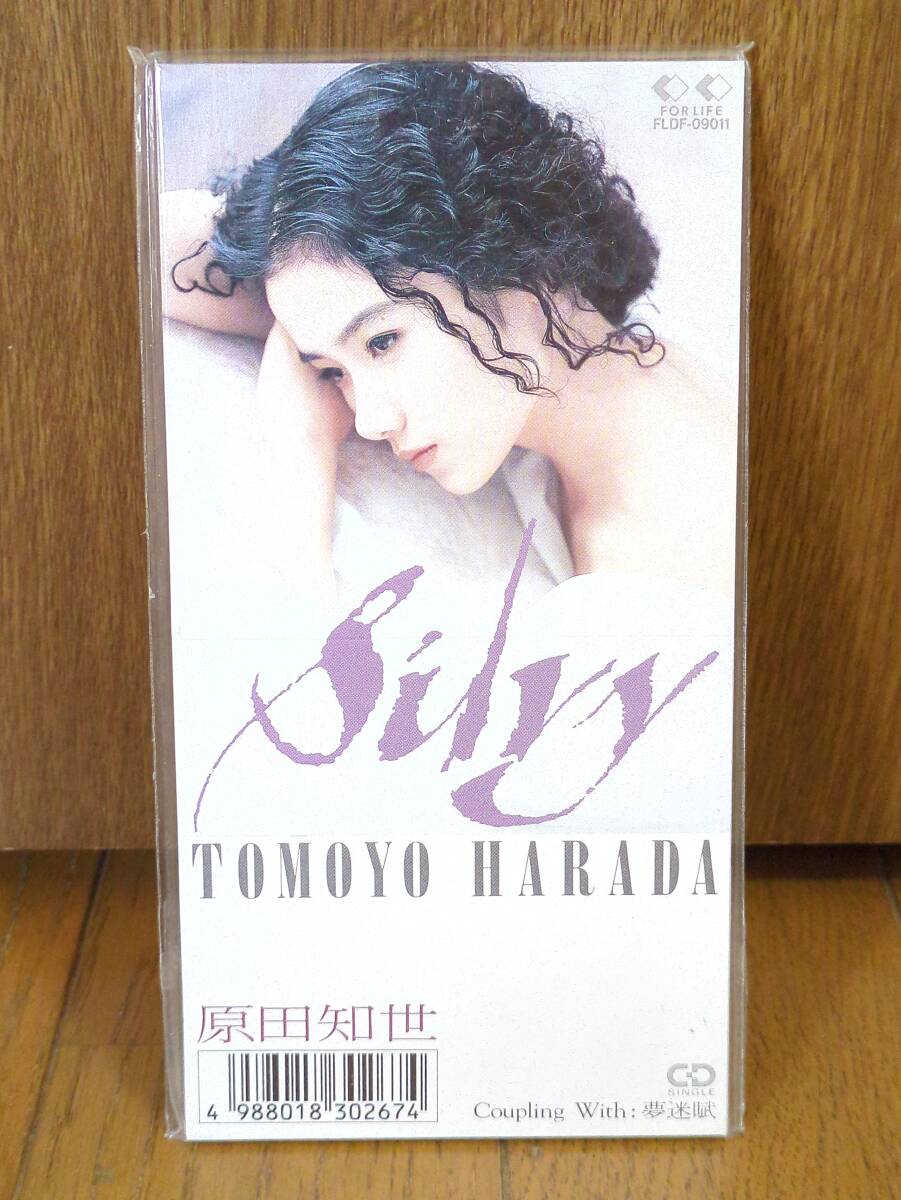 FOR LIFE
FLDF-09011
Silvy
TOMOYO HARADA
原田知世
4 988018 302674
CD
SINGLE
Coupling With:夢迷賦